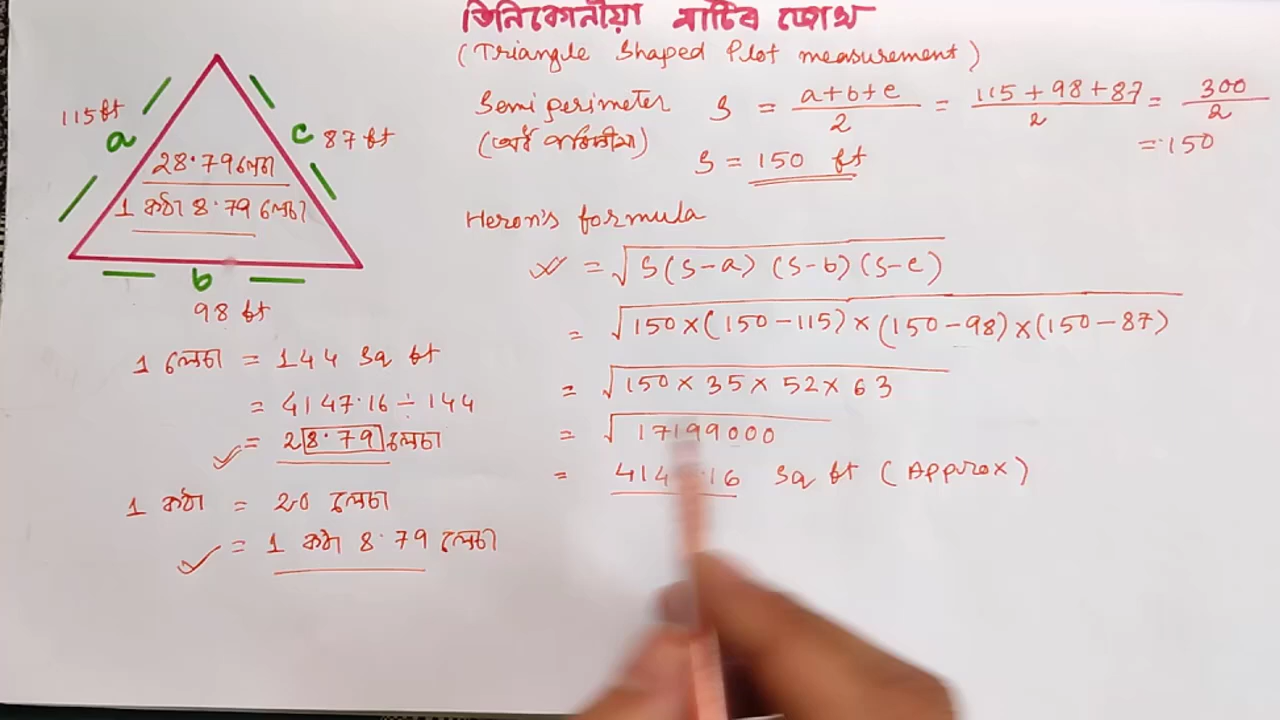 তিনিকোনীয়া মাটিৰ জোখ
(Triangle Shaped Plot measurement)
115 ft
a
c 87 ft
28.79 লেচা
1 কঠা 8.79 লেচা
b
98 ft
Semi perimeter S = a+b+c / 2 = 115+98+87 / 2 = 300 / 2
(অৰ্ধ পৰিসীমা) = 150
S = 150 ft
Heron's formula
= √S(S-a) (S-b) (S-c)
= √150×(150-115)×(150-98)×(150-87)
= √150×35×52×63
= √17199000
= 414 .16 Sq ft (Approx)
1 লেচা = 144 Sq ft
= 4147.16 ÷ 144
= 28.79 লেচা
1 কঠা = 20 লেচা
= 1 কঠা 8.79 লেচা